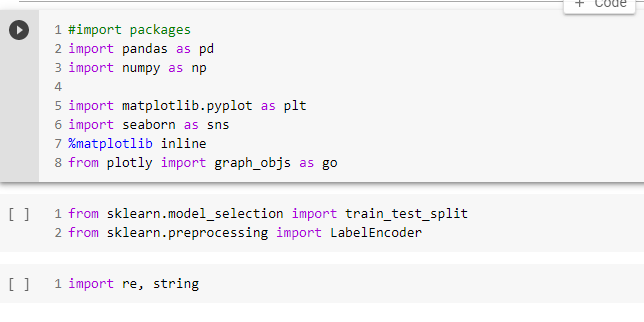 + Code
1 #import packages
2 import pandas as pd
3 import numpy as np
4
5 import matplotlib.pyplot as plt
6 import seaborn as sns
7 %matplotlib inline
8 from plotly import graph_objs as go
[ ] 1 from sklearn.model_selection import train_test_split
2 from sklearn.preprocessing import LabelEncoder
[ ] 1 import re, string